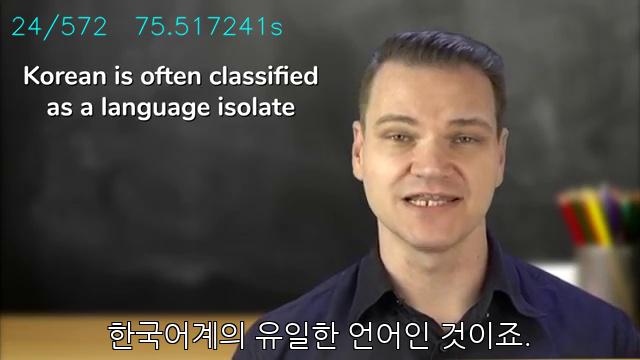 24/572 75.517241s
Korean is often classified
as a language isolate
한국어계의 유일한 언어인 것이죠.